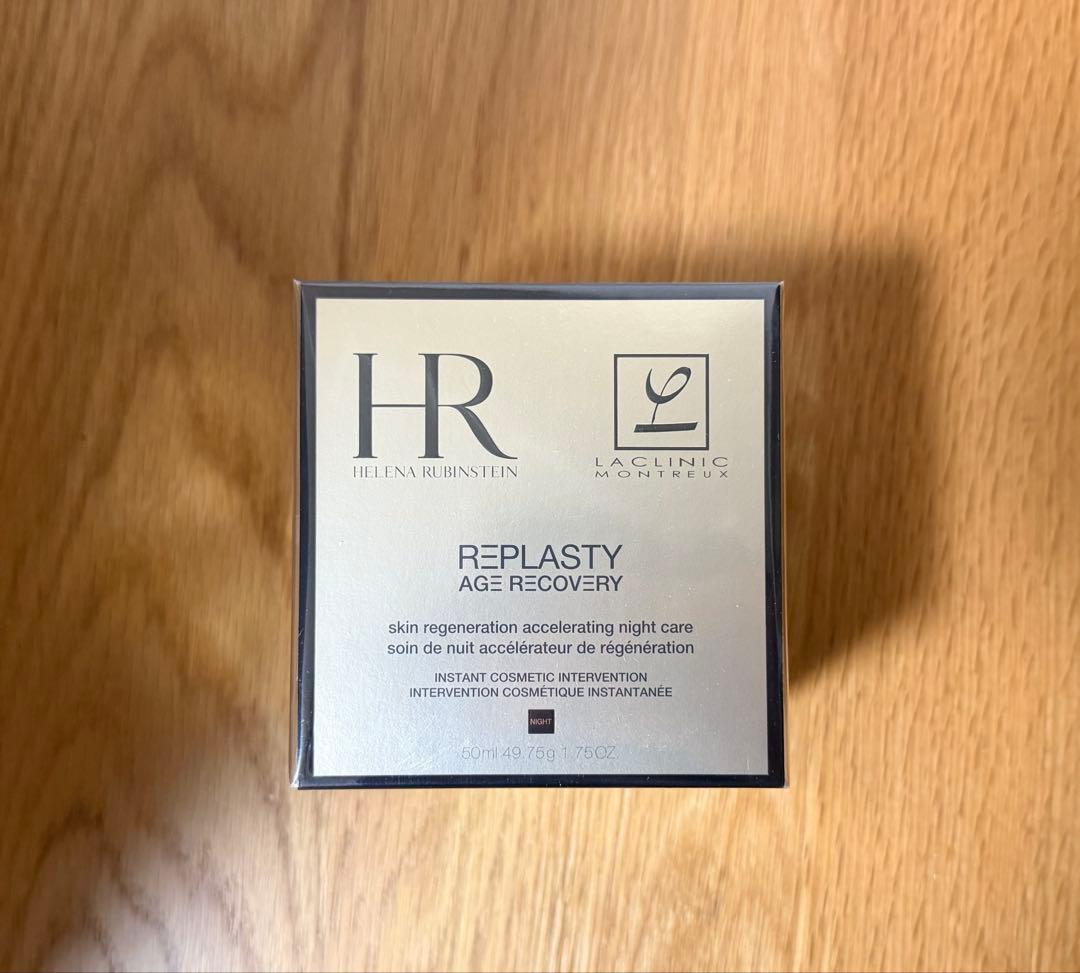 HR
HELENA RUBINSTEIN
LACLINIC
MONTREUX
REPLASTY
AGE RECOVERY
skin regeneration accelerating night care
soin de nuit accélérateur de régénération
INSTANT COSMETIC INTERVENTION
INTERVENTION COSMÉTIQUE INSTANTANÉE
NIGHT
50ml 49.75g 1.75OZ.